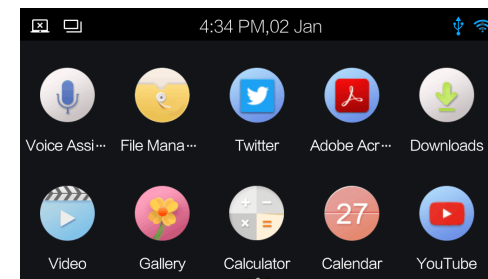 4:34 PM,02 Jan
Voice Assi··· File Mana··· Twitter Adobe Acr··· Downloads
27
Video Gallery Calculator Calendar YouTube